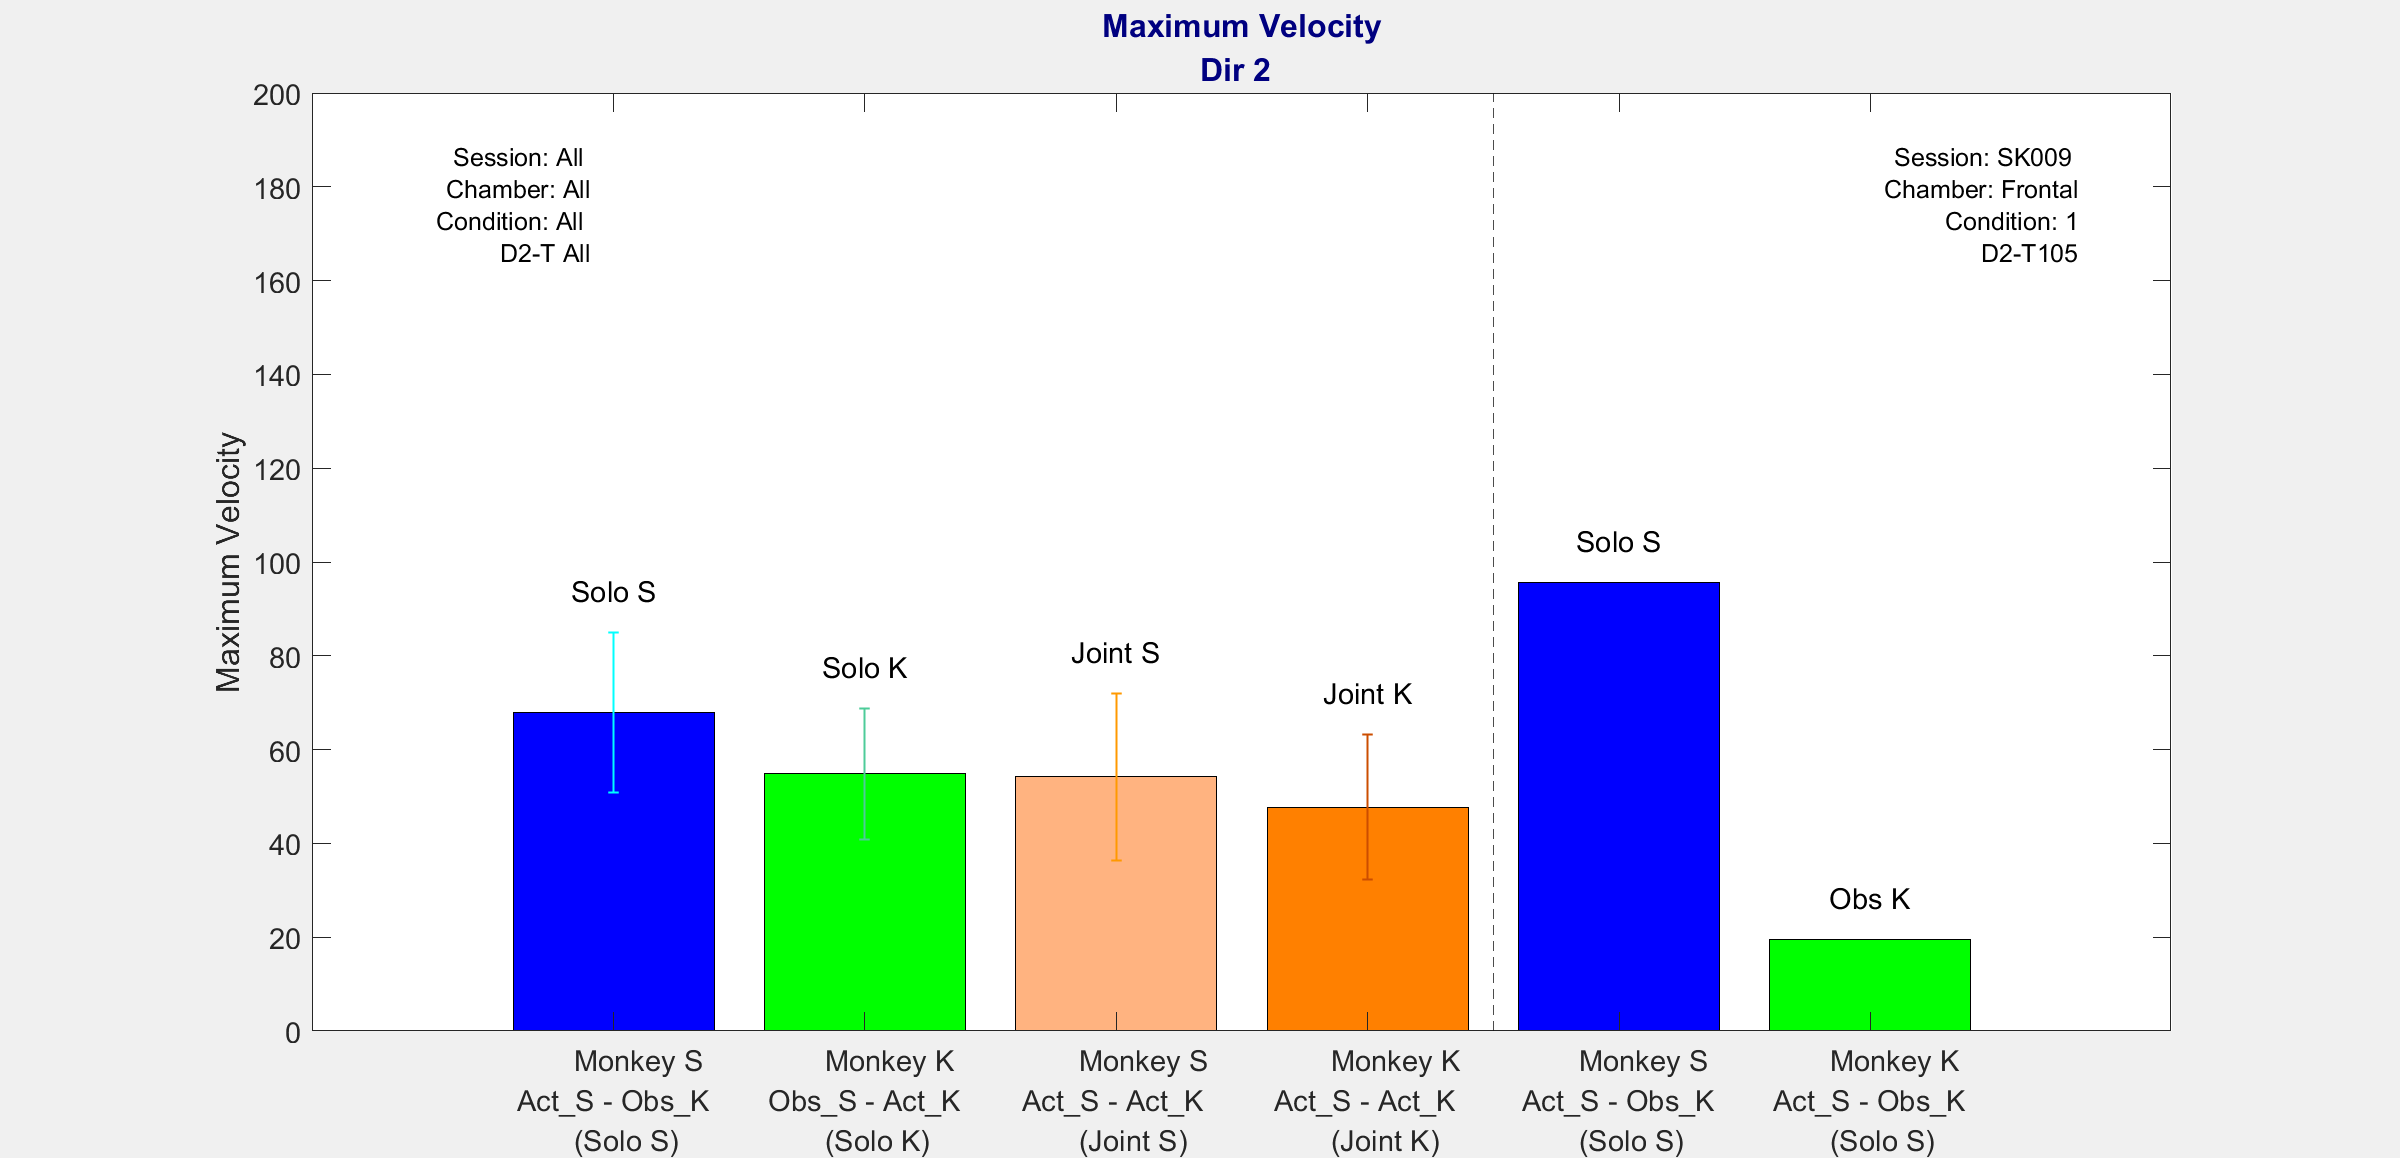 Maximum Velocity
Dir 2
Session: All
Chamber: All
Condition: All
D2-T All
Session: SK009
Chamber: Frontal
Condition: 1
D2-T105
Maximum Velocity
200
180
160
140
120
100
80
60
40
20
0
Solo S
Solo K
Joint S
Joint K
Solo S
Obs K
Monkey S
Act_S - Obs_K
(Solo S)
Monkey K
Obs_S - Act_K
(Solo K)
Monkey S
Act_S - Act_K
(Joint S)
Monkey K
Act_S - Act_K
(Joint K)
Monkey S
Act_S - Obs_K
(Solo S)
Monkey K
Act_S - Obs_K
(Solo S)